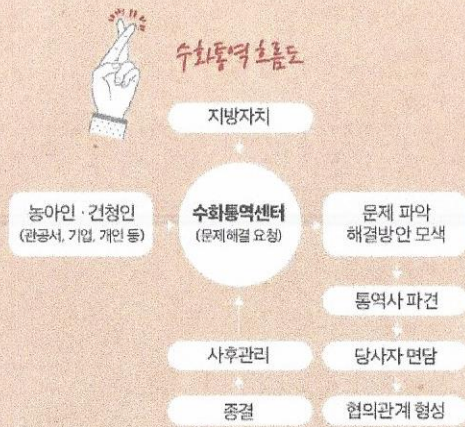 수화통역 흐름도
지방자치
농아인 · 건청인
(관공서, 기업, 개인 등)
수화통역센터
(문제해결 요청)
문제 파악
해결방안 모색
통역사 파견
사후관리
당사자 면담
종결
협의관계 형성